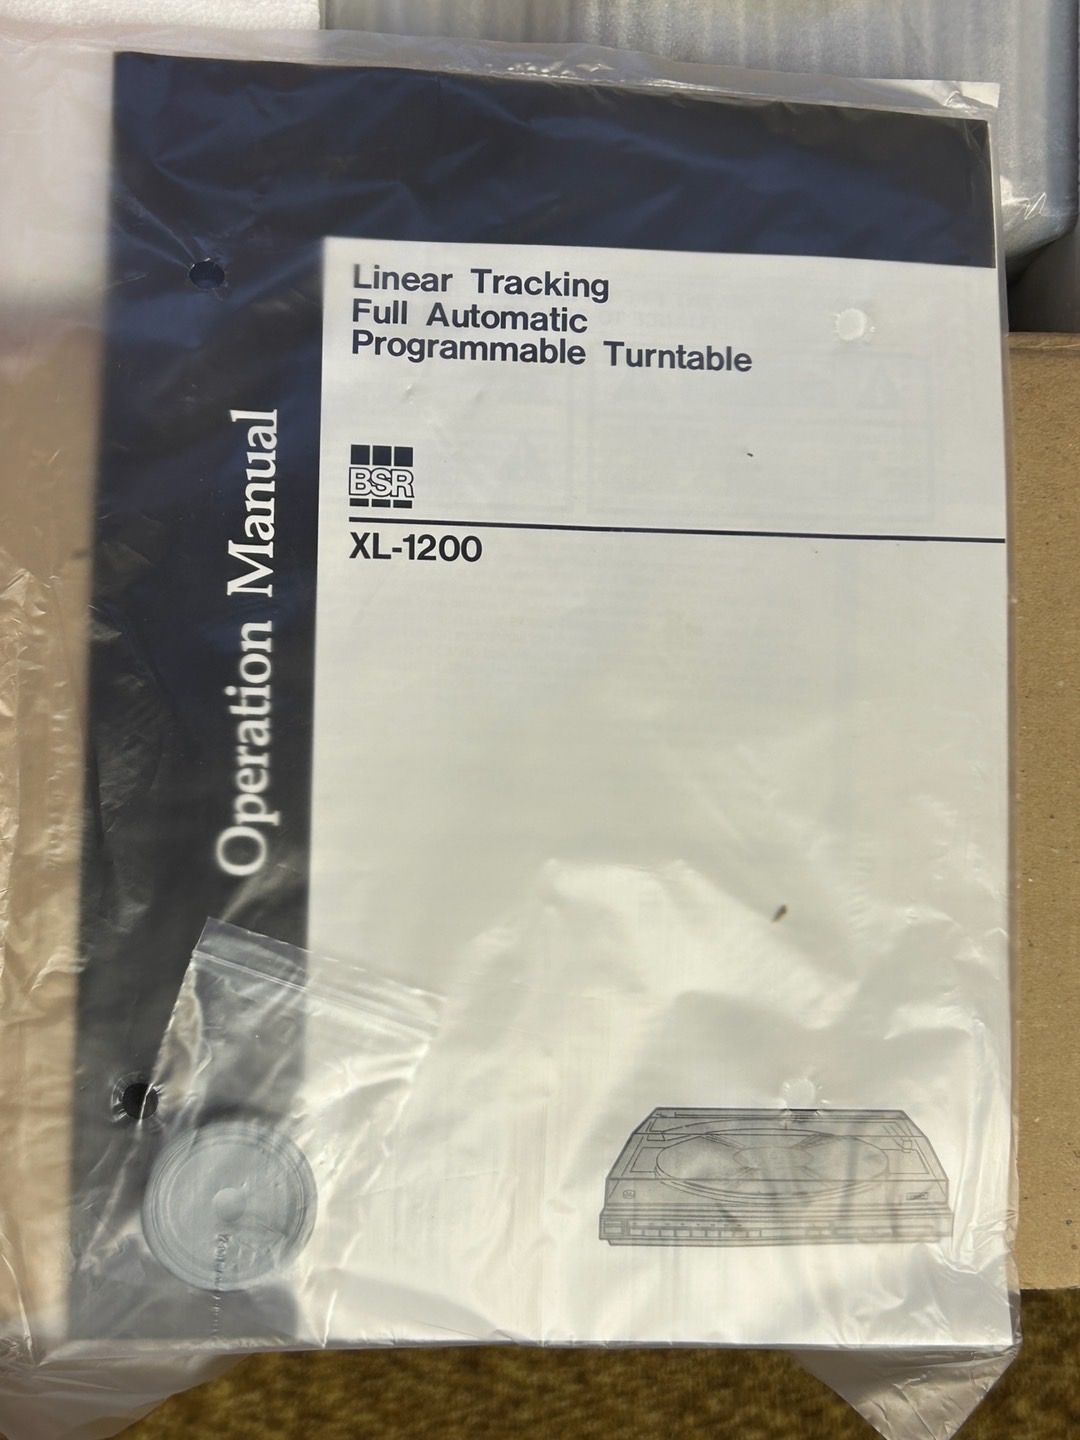 Linear Tracking
Full Automatic
Programmable Turntable
BSR
XL-1200
Operation Manual